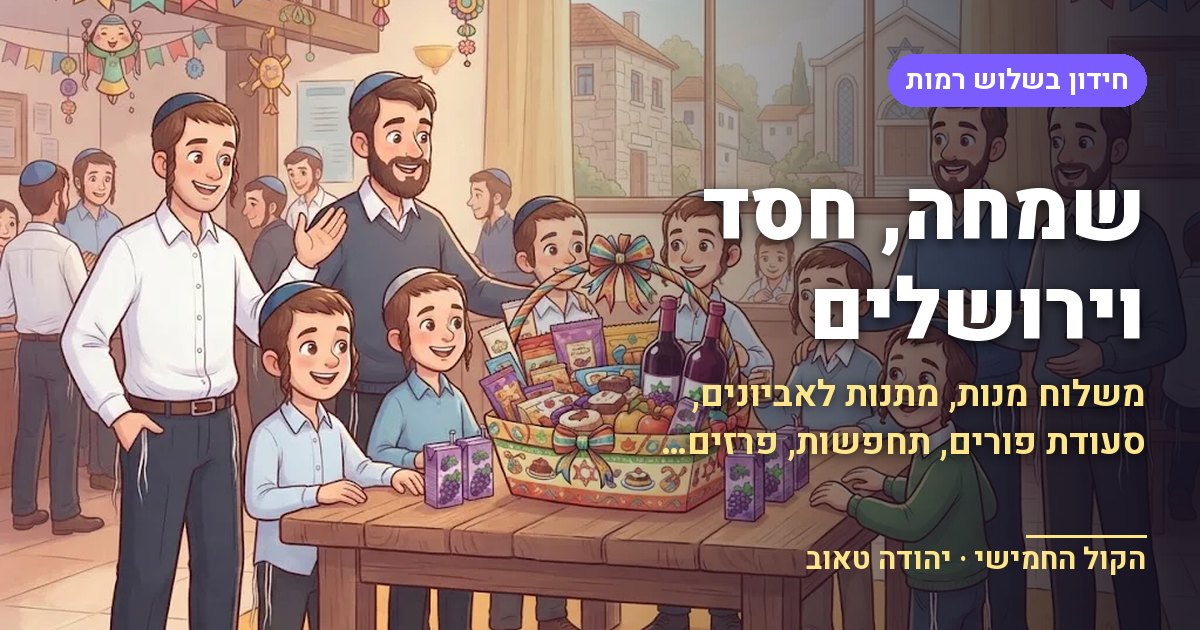 חידון בשלוש רמות
שמחה, חסד
וירושלים
משלוח מנות, מתנות לאביונים,
סעודת פורים, תחפשות, פרזים...
הקול החמישי · יהודה טאוב